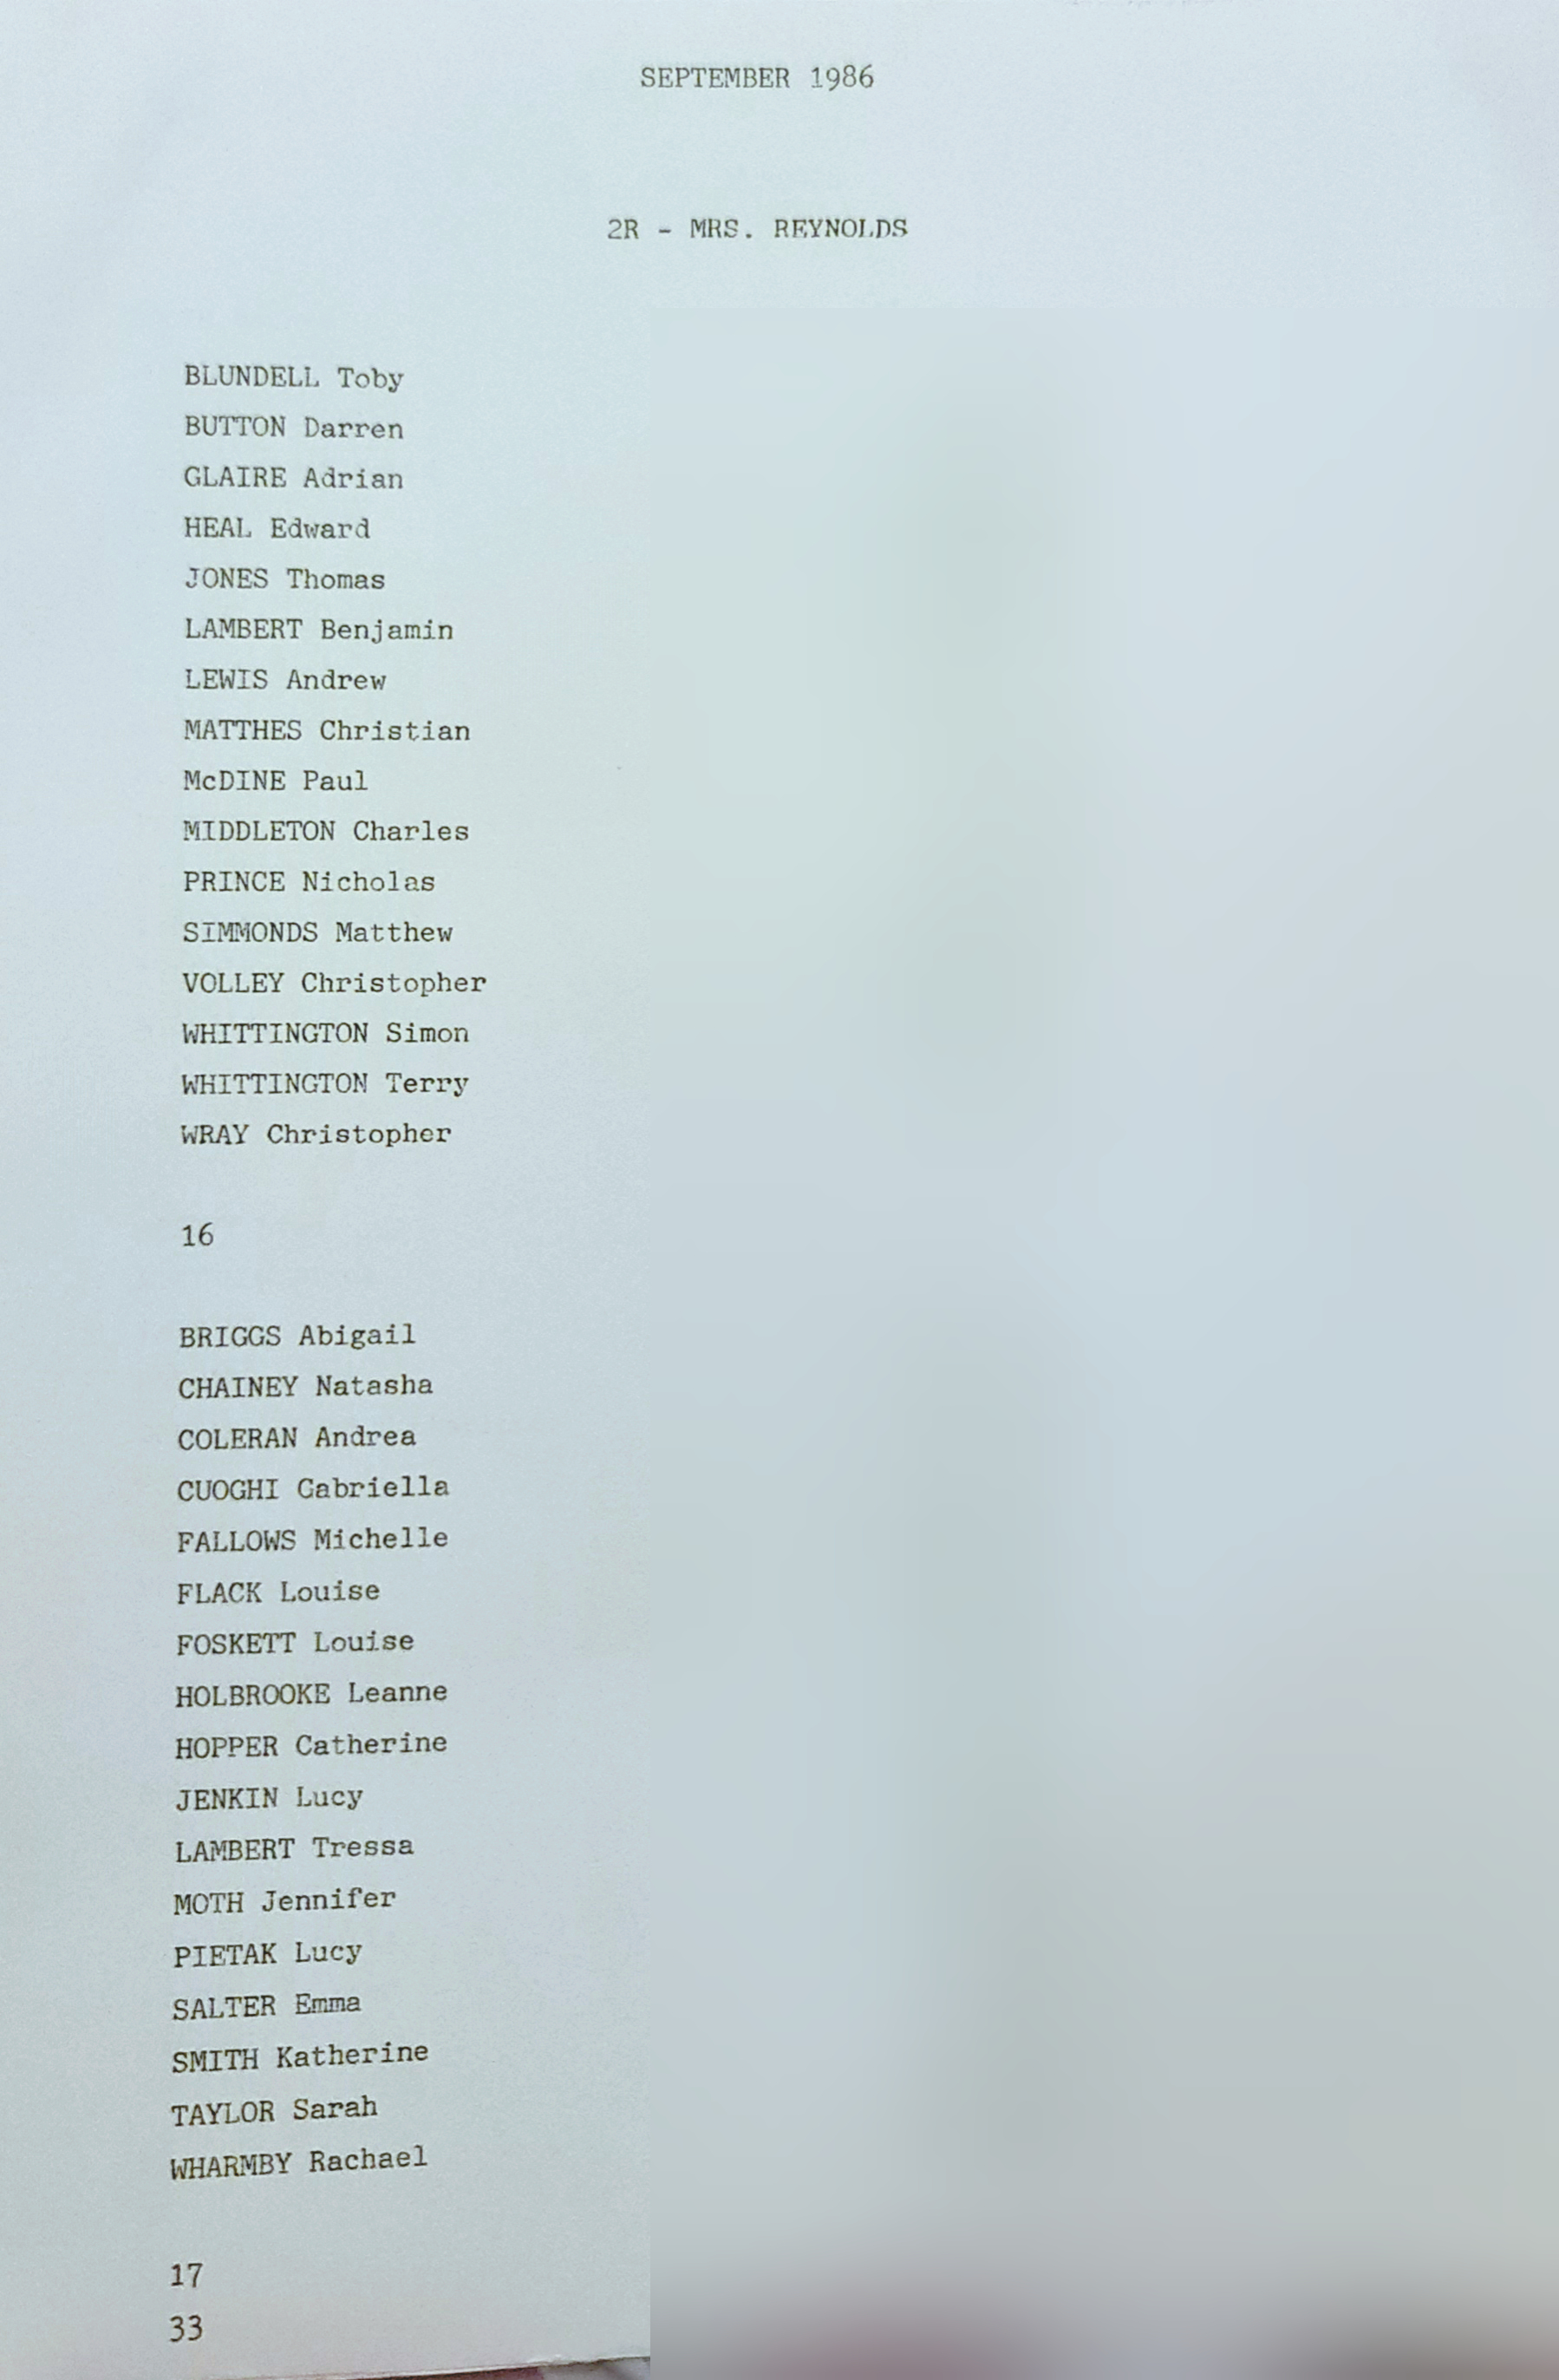 SEPTEMBER 1986
2R - MRS. REYNOLDS
BLUNDELL Toby
BUTTON Darren
GLAIRE Adrian
HEAL Edward
JONES Thomas
LAMBERT Benjamin
LEWIS Andrew
MATTHES Christian
McDINE Paul
MIDDLETON Charles
PRINCE Nicholas
SIMMONDS Matthew
VOLLEY Christopher
WHITTINGTON Simon
WHITTINGTON Terry
WRAY Christopher
16
BRIGGS Abigail
CHAINEY Natasha
COLERAN Andrea
CUOGHI Gabriella
FALLOWS Michelle
FLACK Louise
FOSKETT Louise
HOLBROOKE Leanne
HOPPER Catherine
JENKIN Lucy
LAMBERT Tressa
MOTH Jennifer
PIETAK Lucy
SALTER Emma
SMITH Katherine
TAYLOR Sarah
WHARMBY Rachael
17
33